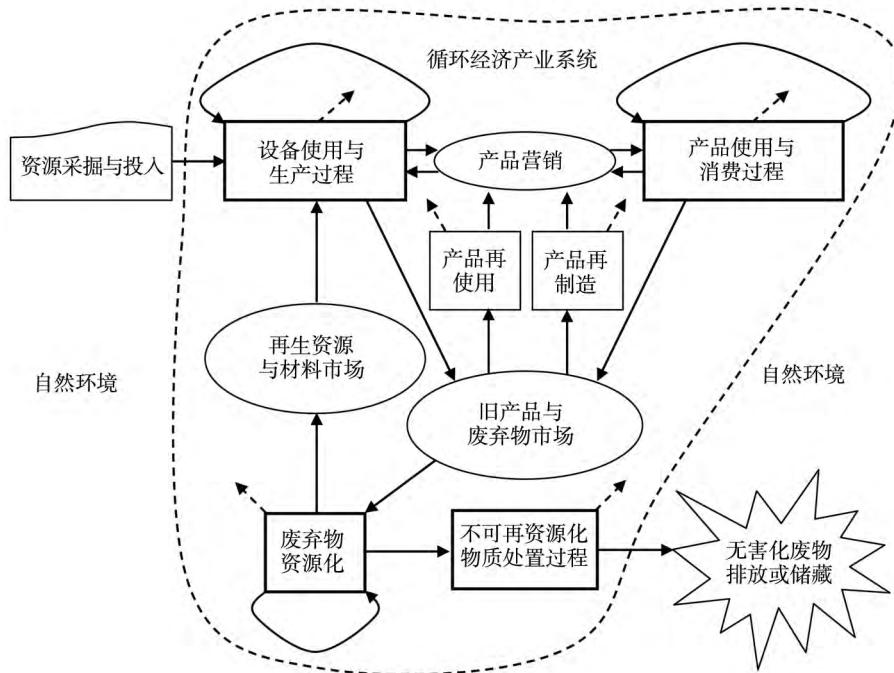 循环经济产业系统
资源采掘与投入
设备使用与
生产过程
产品营销
产品使用与
消费过程
产品再
使用
产品再
制造
再生资源
与材料市场
自然环境
自然环境
旧产品与
废弃物市场
废弃物
资源化
不可再资源化
物质处置过程
无害化废物
排放或储藏